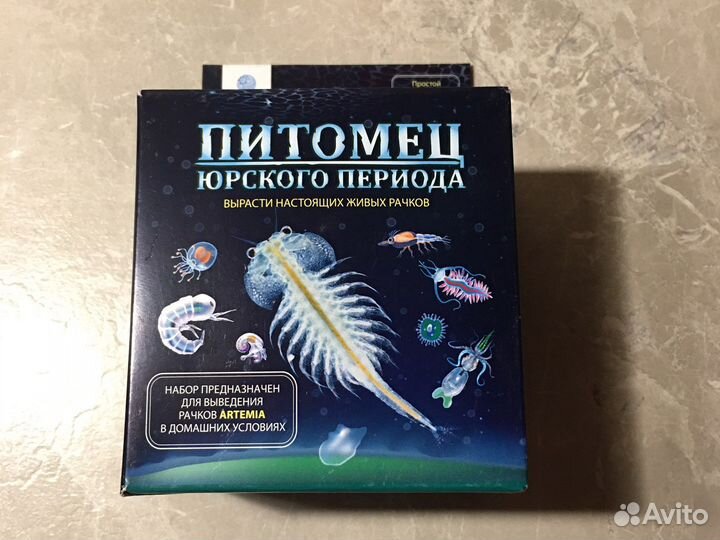 Простой
ПИТОМЕЦ
ЮРСКОГО ПЕРИОДА
ВЫРАСТИ НАСТОЯЩИХ ЖИВЫХ РАЧКОВ
НАБОР ПРЕДНАЗНАЧЕН
ДЛЯ ВЫВЕДЕНИЯ
РАЧКОВ ARTEMIA
В ДОМАШНИХ УСЛОВИЯХ
Avito